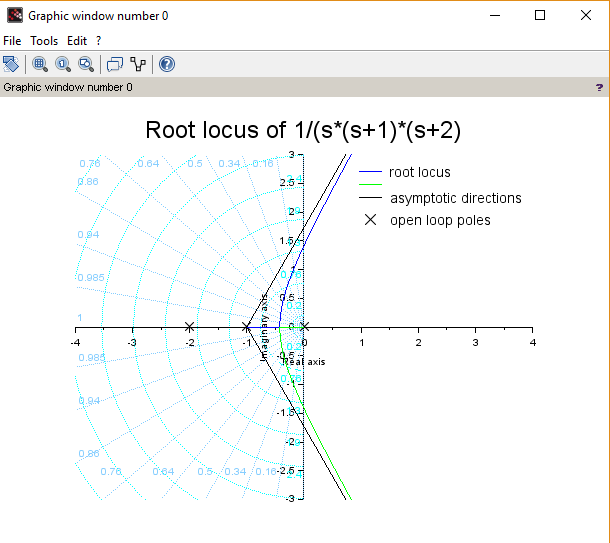 Graphic window number 0
File Tools Edit ?
Graphic window number 0 ?
Root locus of 1/(s*(s+1)*(s+2)
0.76 0.64 0.5 0.34 0.16 3
root locus
0.86 2.5 2.4
asymptotic directions
2
open loop poles
0.94 1.5
0.985 1
0.5
1 0
-4 -3 -2 -1 0 1 2 3 4
Imaginary axis
-0.5
Real axis
0.985 -1
0.94 -1.5
-2
0.86
0.76 0.64 0.5 0.34 0.16 -2.5 2.4
-3